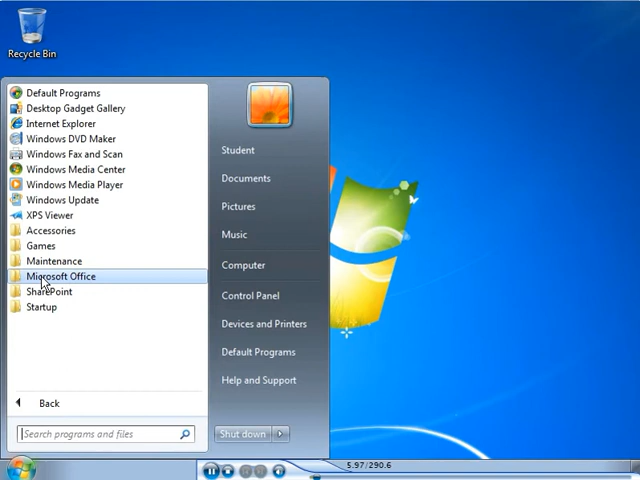 Recycle Bin
Default Programs
Desktop Gadget Gallery
Internet Explorer
Windows DVD Maker
Windows Fax and Scan
Windows Media Center
Windows Media Player
Windows Update
XPS Viewer
Accessories
Games
Maintenance
Microsoft Office
SharePoint
Startup
Back
Search programs and files
Student
Documents
Pictures
Music
Computer
Control Panel
Devices and Printers
Default Programs
Help and Support
Shut down
5.97/290.6